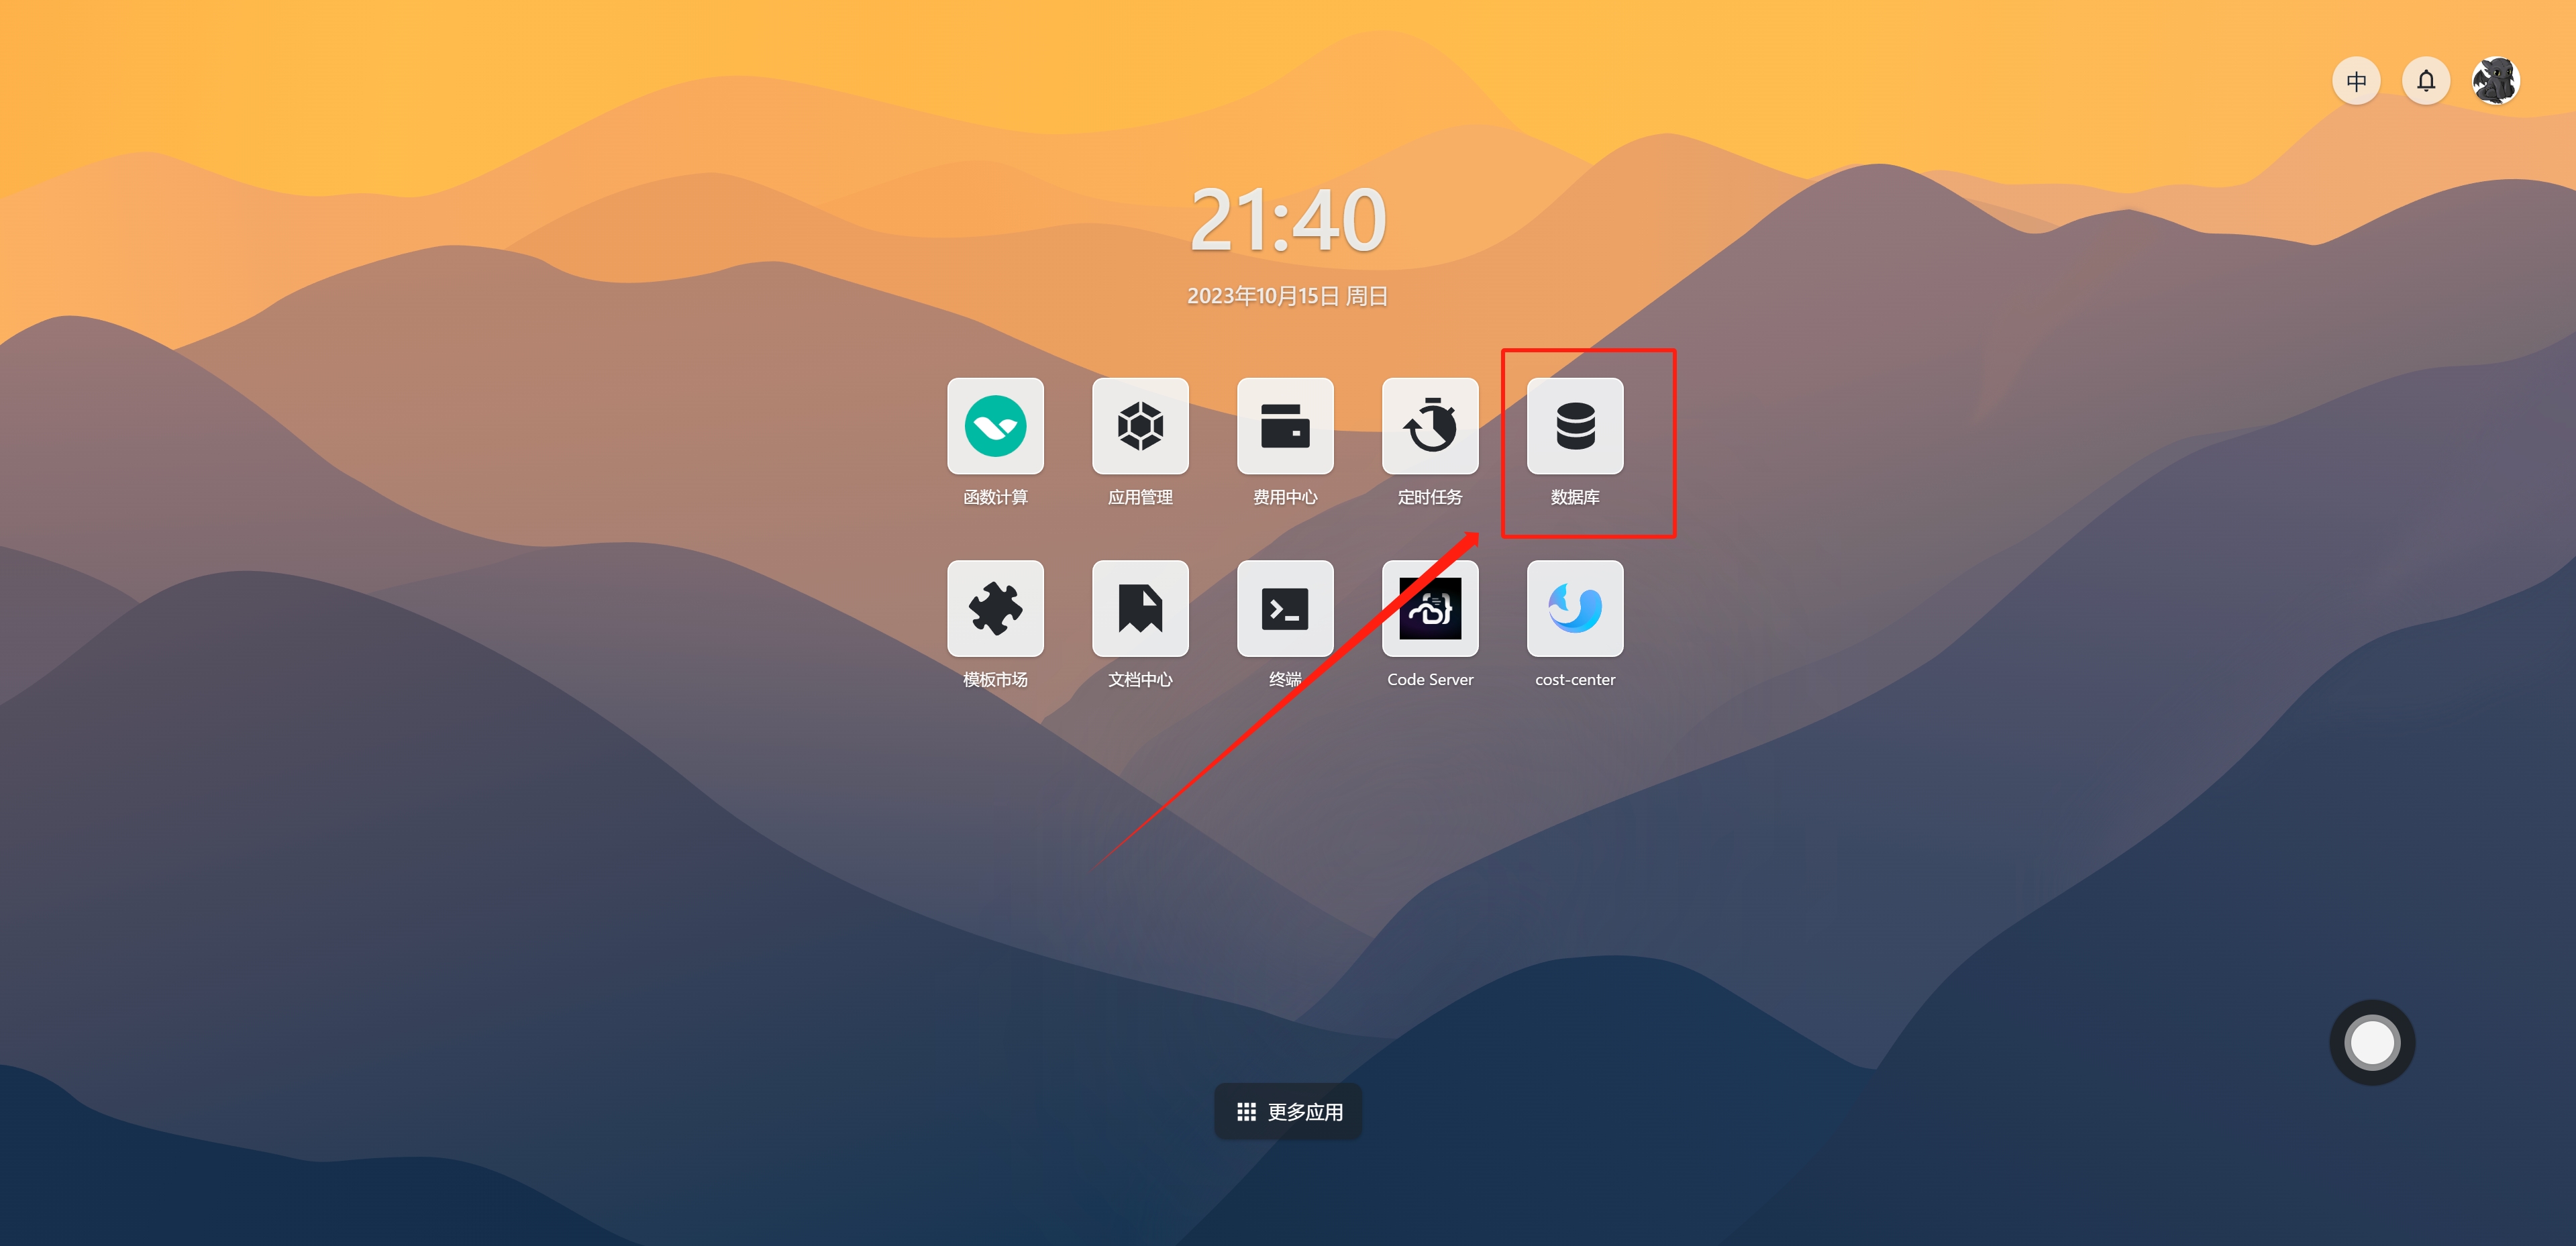 中
21:40
2023年10月15日 周日
函数计算
应用管理
费用中心
定时任务
数据库
模板市场
文档中心
终端
Code Server
cost-center
更多应用